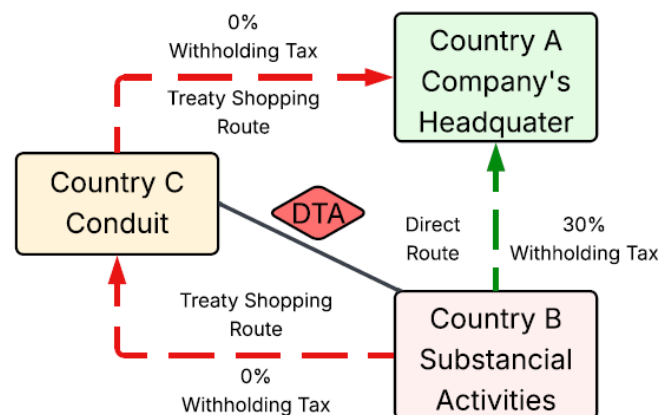 0%
Withholding Tax
Treaty Shopping
Route
Country A
Company's
Headquater
Country C
Conduit
DTA
Direct
Route
30%
Withholding Tax
Treaty Shopping
Route
0%
Withholding Tax
Country B
Substancial
Activities